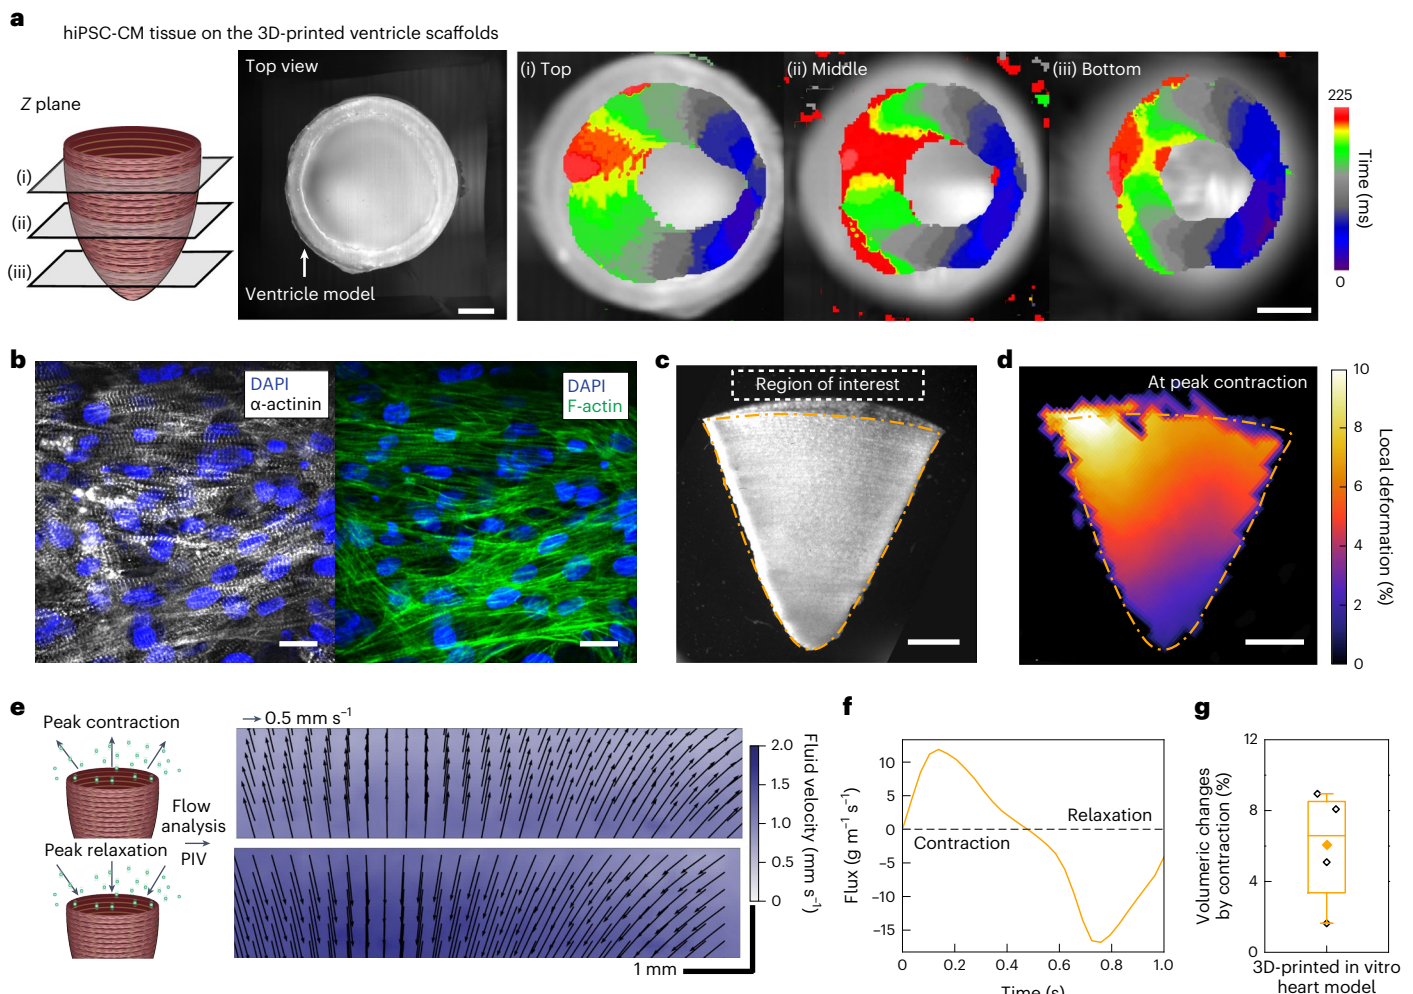 a
hiPSC-CM tissue on the 3D-printed ventricle scaffolds
Z plane
(i)
(ii)
(iii)
Top view
Ventricle model
(i) Top
(ii) Middle
(iii) Bottom
225
Time (ms)
0
b
DAPI
α-actinin
DAPI
F-actin
c
Region of interest
d
At peak contraction
10
8
6
4
2
0
Local deformation (%)
e
Peak contraction
Peak relaxation
Flow
analysis
PIV
0.5 mm s⁻¹
2.0
1.5
1.0
0.5
0
Fluid velocity (mm s⁻¹)
1 mm
f
Flux (g m⁻¹ s⁻¹)
10
5
0
−5
−10
−15
Relaxation
Contraction
0 0.2 0.4 0.6 0.8 1.0
Time (s)
g
Volumeric changes
by contraction (%)
12
8
4
0
3D-printed in vitro
heart model